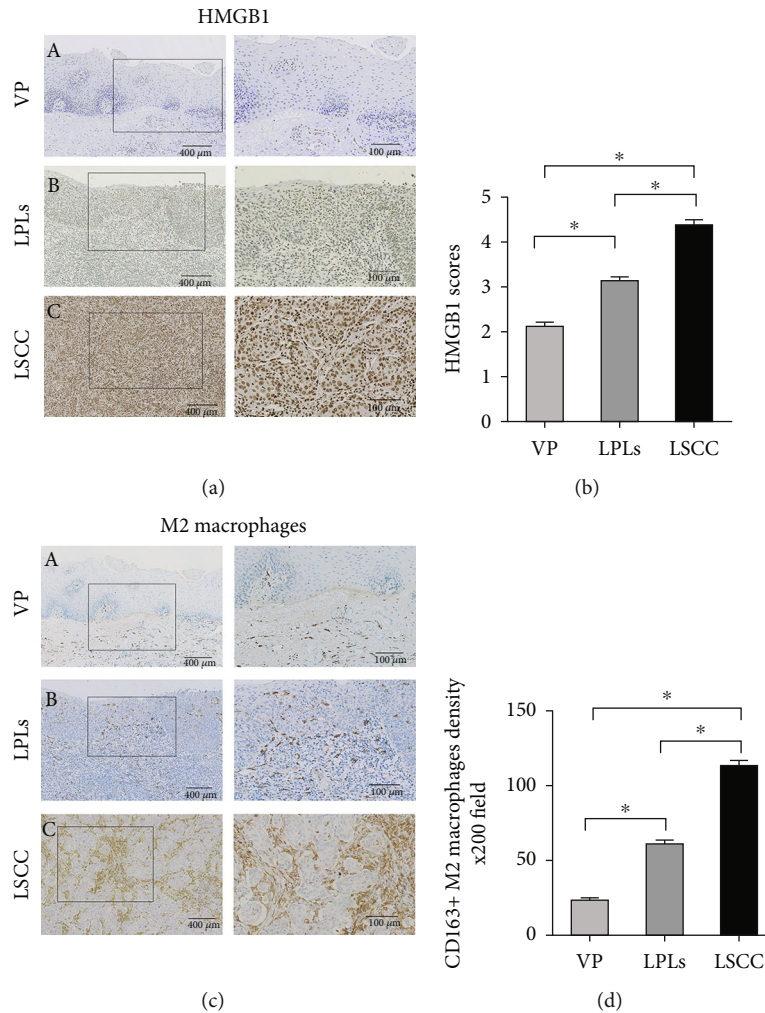 HMGB1
A
VP
400 μm
100 μm
B
LPLs
400 μm
100 μm
C
LSCC
400 μm
100 μm
(a)
*
*
*
HMGB1 scores
5
4
3
2
1
0
VP LPLs LSCC
(b)
M2 macrophages
A
VP
400 μm
100 μm
B
LPLs
400 μm
100 μm
C
LSCC
400 μm
100 μm
(c)
*
*
*
CD163+ M2 macrophages density
x200 field
150
100
50
0
VP LPLs LSCC
(d)